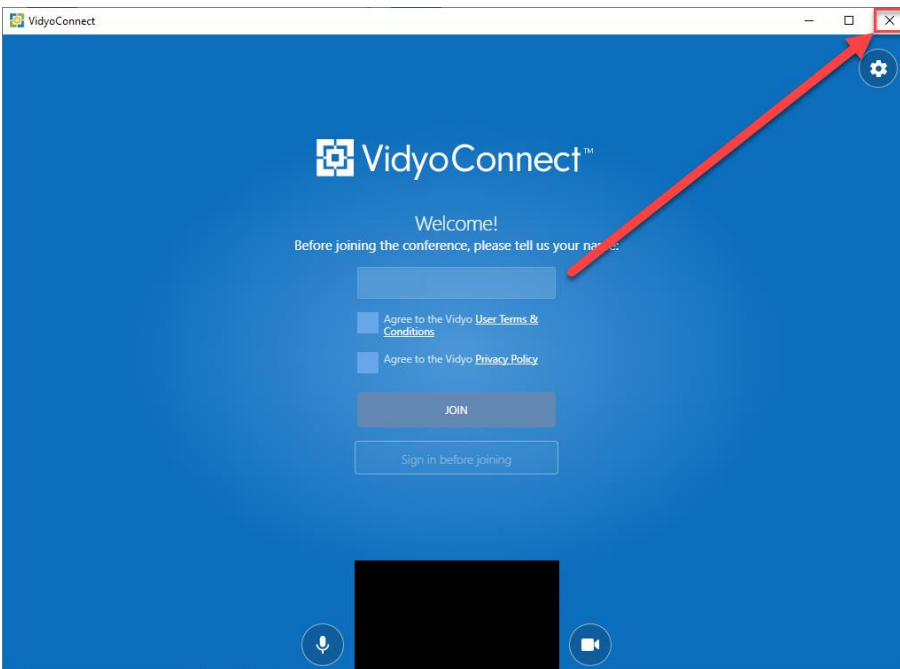 VidyoConnect
VidyoConnect™
Welcome!
Before joining the conference, please tell us your name:
Agree to the Vidyo User Terms &
Conditions
Agree to the Vidyo Privacy Policy
JOIN
Sign in before joining